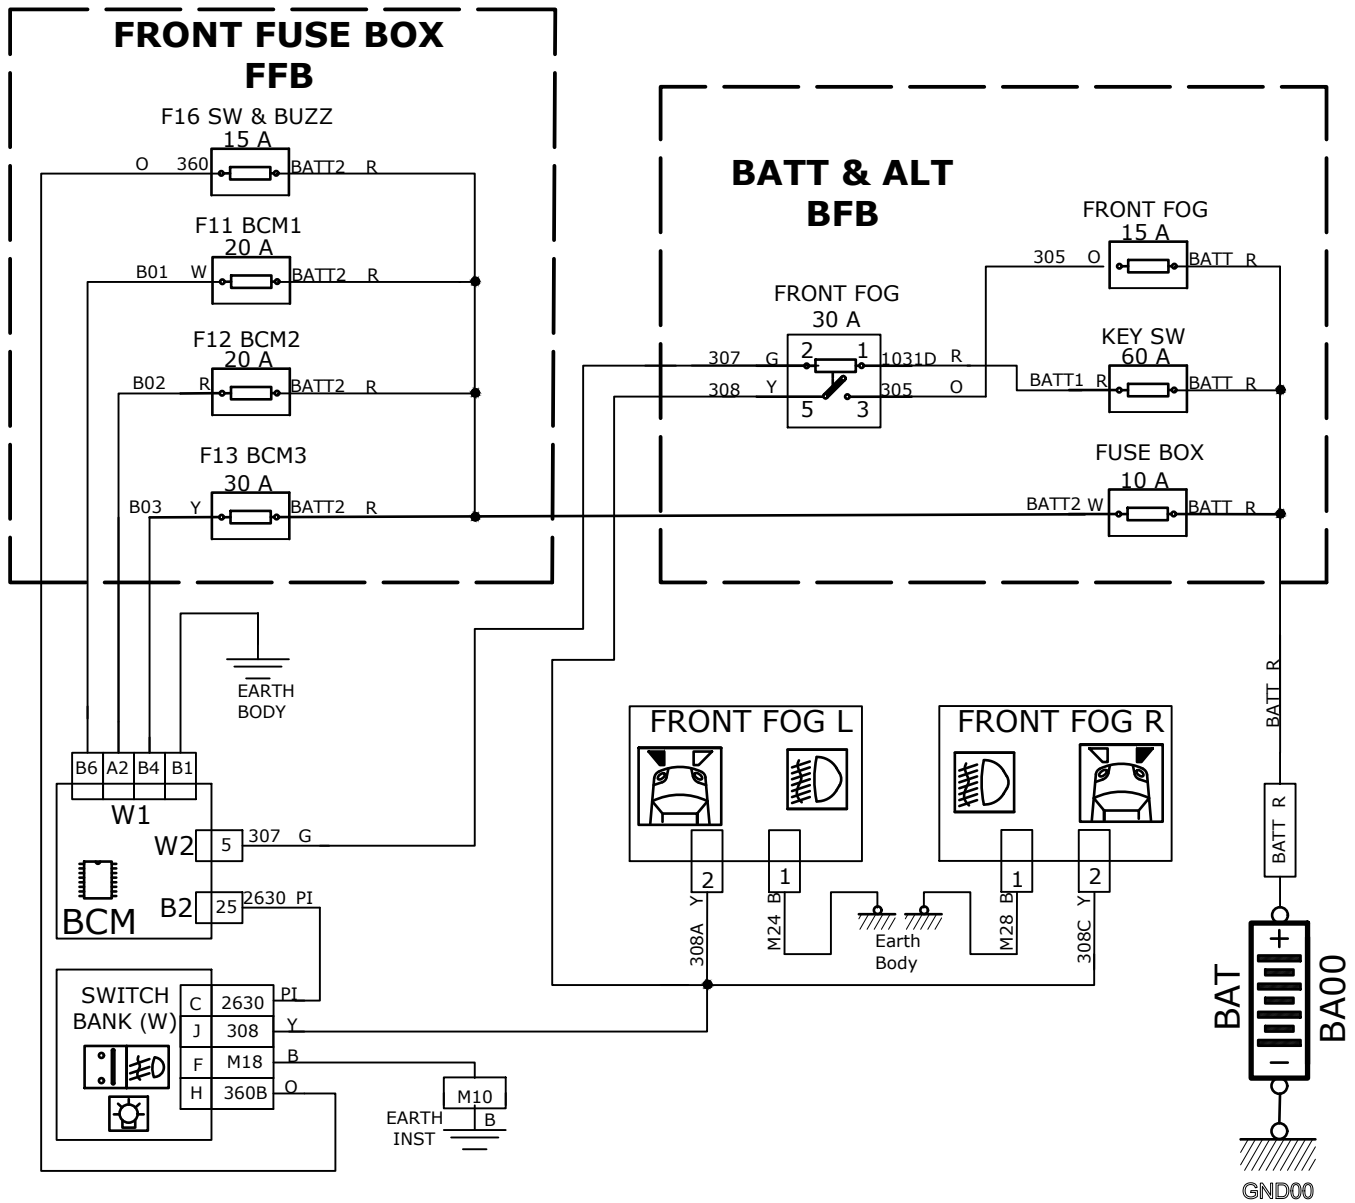 FRONT FUSE BOX
FFB
F16 SW & BUZZ
15 A
O 360 BATT2 R
F11 BCM1
20 A
B01 W BATT2 R
F12 BCM2
20 A
B02 R BATT2 R
F13 BCM3
30 A
B03 Y BATT2 R
BATT & ALT
BFB
FRONT FOG
15 A
305 O BATT R
FRONT FOG
30 A
307 G 2 1 1031D R
308 Y 5 3 305 O
KEY SW
60 A
BATT1 R BATT R
FUSE BOX
10 A
BATT2 W BATT R
EARTH
BODY
B6 A2 B4 B1
W1
W2 5 307 G
B2 25 2630 PI
BCM
SWITCH
BANK (W)
C 2630 PI
J 308 Y
F M18 B
H 360B O
M10
B
EARTH
INST
FRONT FOG L
2 1
308A Y
M24 B
FRONT FOG R
1 2
M28 B
308C Y
Earth
Body
BATT R
BATT R
BAT
+
−
BA00
GND00